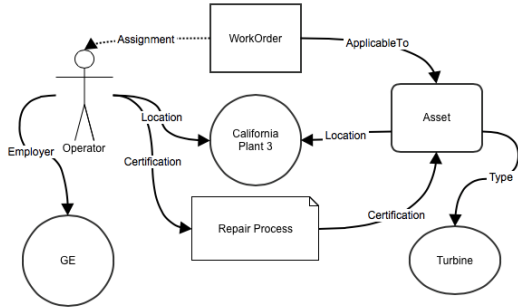 Assignment
WorkOrder
ApplicableTo
Operator
Location
California
Plant 3
Location
Asset
Employer
Certification
Type
GE
Repair Process
Certification
Turbine